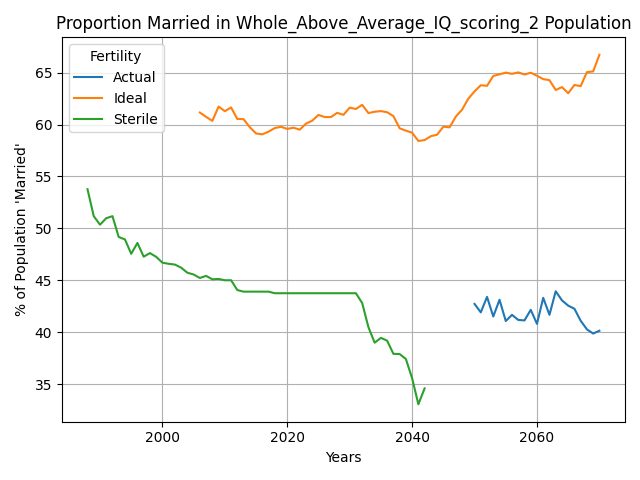 Proportion Married in Whole_Above_Average_IQ_scoring_2 Population
Fertility
Actual
Ideal
Sterile
% of Population 'Married'
65
60
55
50
45
40
35
2000
2020
2040
2060
Years